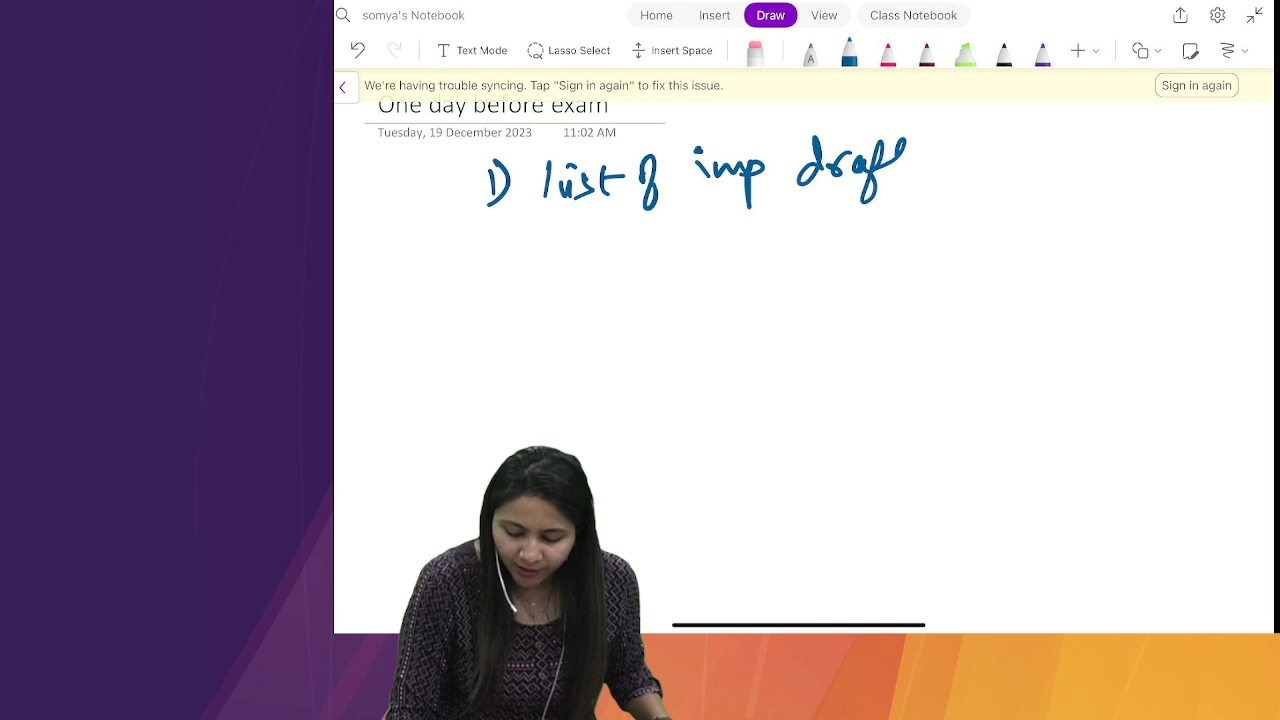 somya's Notebook
Home Insert Draw View Class Notebook
T Text Mode Lasso Select Insert Space A
We're having trouble syncing. Tap "Sign in again" to fix this issue. Sign in again
One day before exam
Tuesday, 19 December 2023 11:02 AM
1) list of imp draft